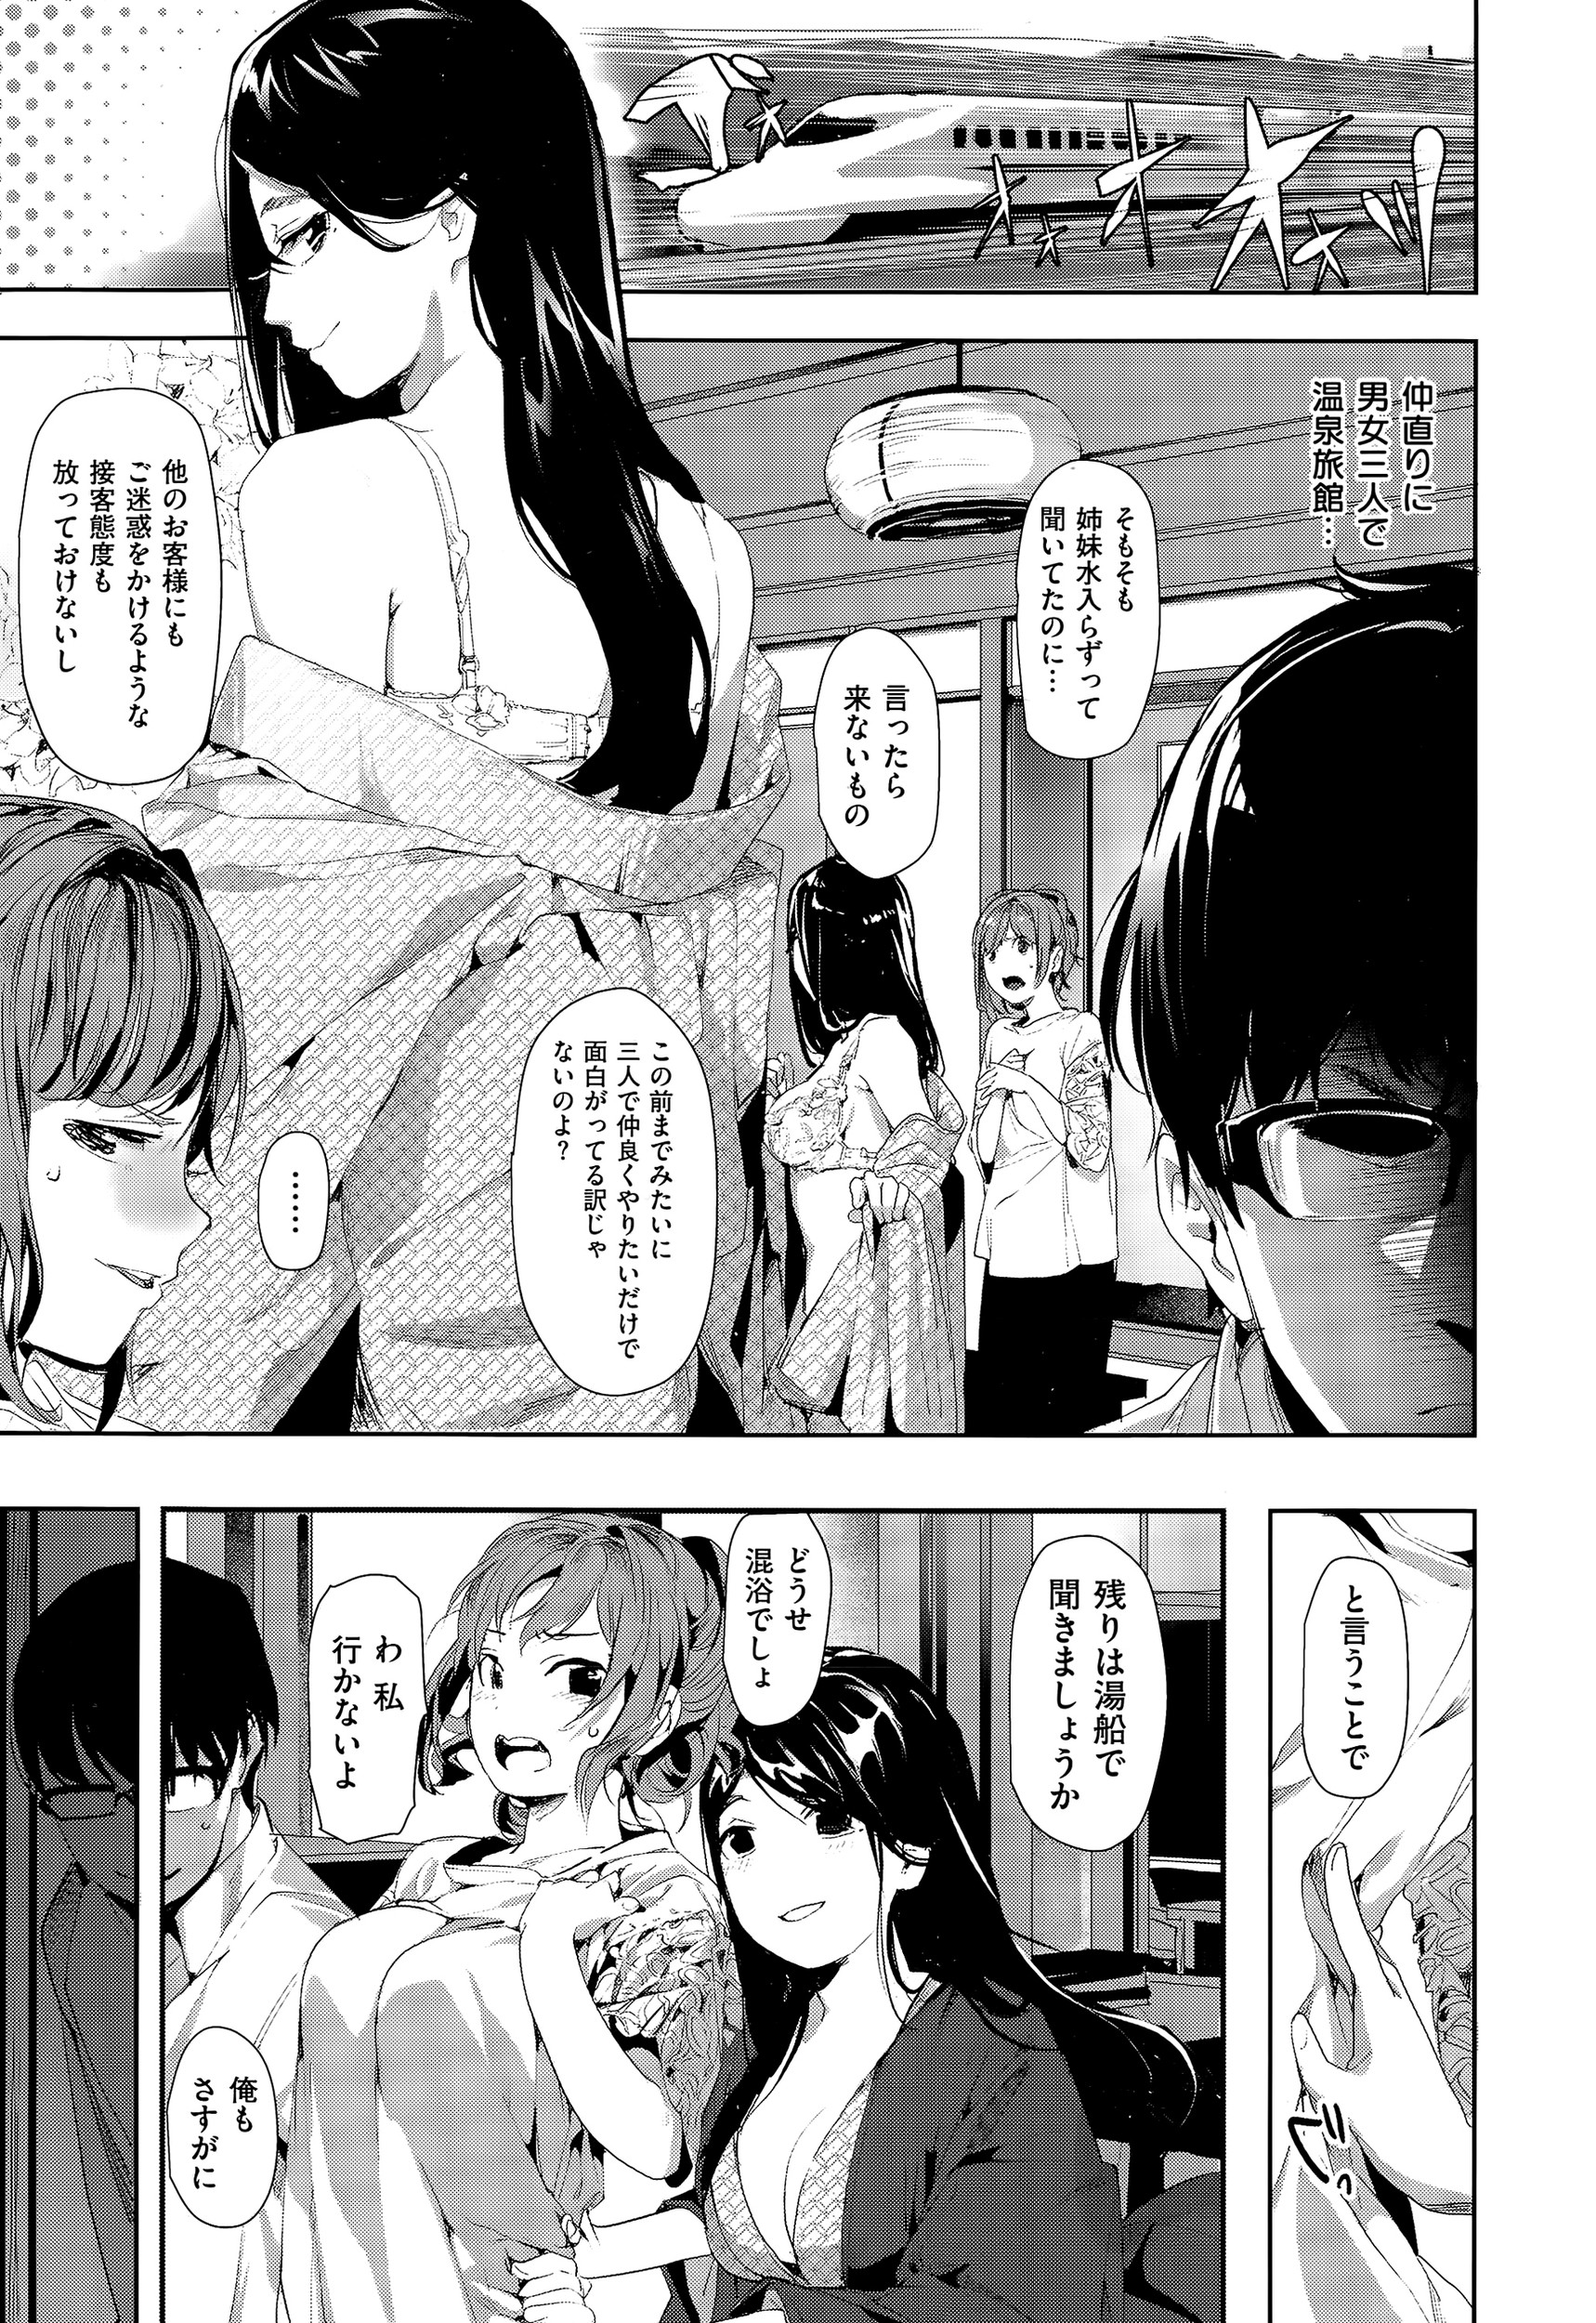 仲直りに
男女三人で
温泉旅館…
そもそも
姉妹水入らずって
聞いてたのに…
言ったら
来ないもの
この前までみたいに
三人で仲良くやりたいだけで
面白がってる訳じゃ
ないのよ？
……
他のお客様にも
ご迷惑をかけるような
接客態度も
放っておけないし
と言うことで
残りは湯船で
聞きましょうか
どうせ
混浴でしょ
わ 私
行かないよ
俺も
さすがに